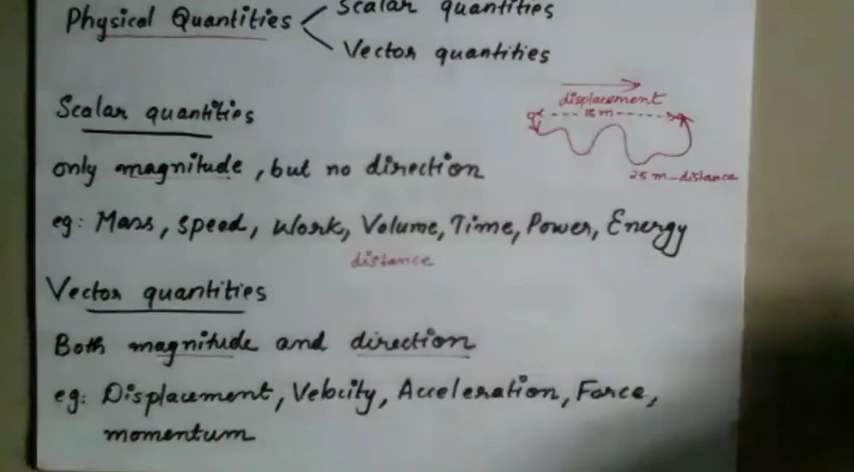 Scalar quantities
Physical Quantities
Vector quantities
displacement
15 m
25 m - distance
Scalar quantities
only magnitude, but no direction
eg: Mass, speed, Work, Volume, Time, Power, Energy
distance
Vector quantities
Both magnitude and direction
eg: Displacement, Velocity, Acceleration, Force,
momentum